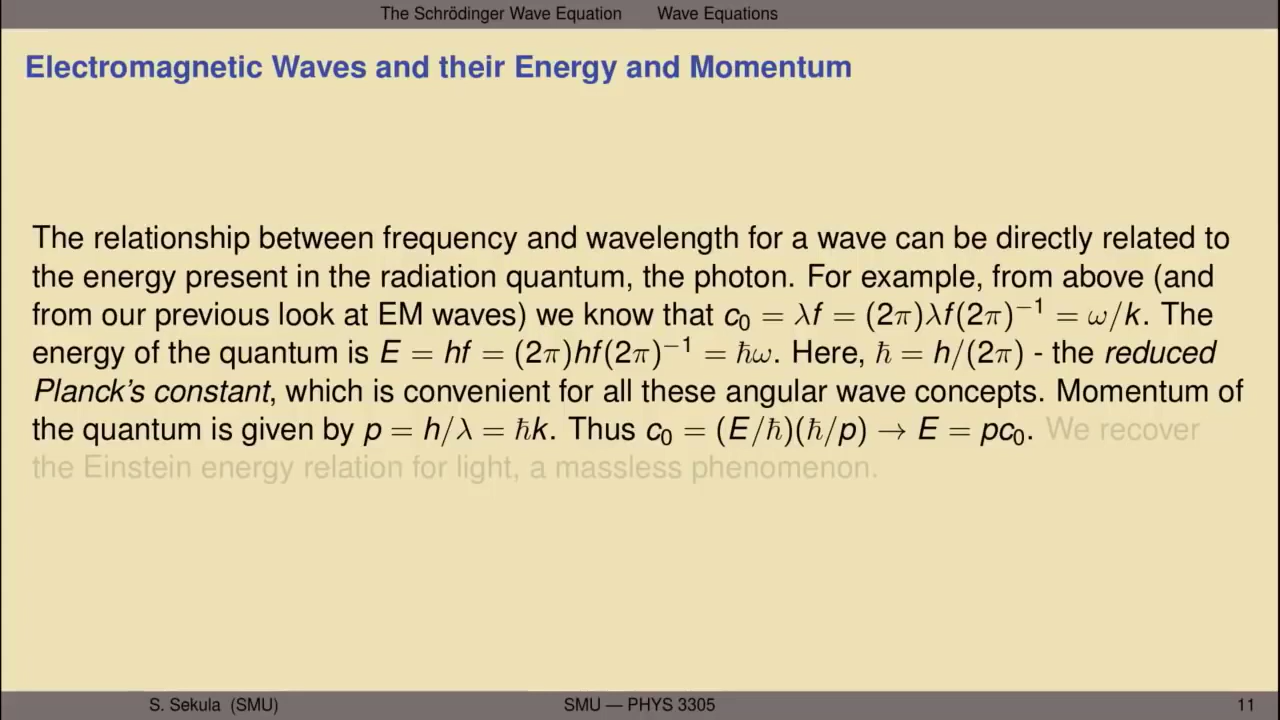 The Schrödinger Wave Equation Wave Equations
Electromagnetic Waves and their Energy and Momentum
The relationship between frequency and wavelength for a wave can be directly related to
the energy present in the radiation quantum, the photon. For example, from above (and
from our previous look at EM waves) we know that c₀ = λf = (2π)λf(2π)⁻¹ = ω/k. The
energy of the quantum is E = hf = (2π)hf(2π)⁻¹ = ħω. Here, ħ = h/(2π) - the reduced
Planck's constant, which is convenient for all these angular wave concepts. Momentum of
the quantum is given by p = h/λ = ħk. Thus c₀ = (E/ħ)(ħ/p) → E = pc₀. We recover
the Einstein energy relation for light, a massless phenomenon.
S. Sekula (SMU) SMU — PHYS 3305 11